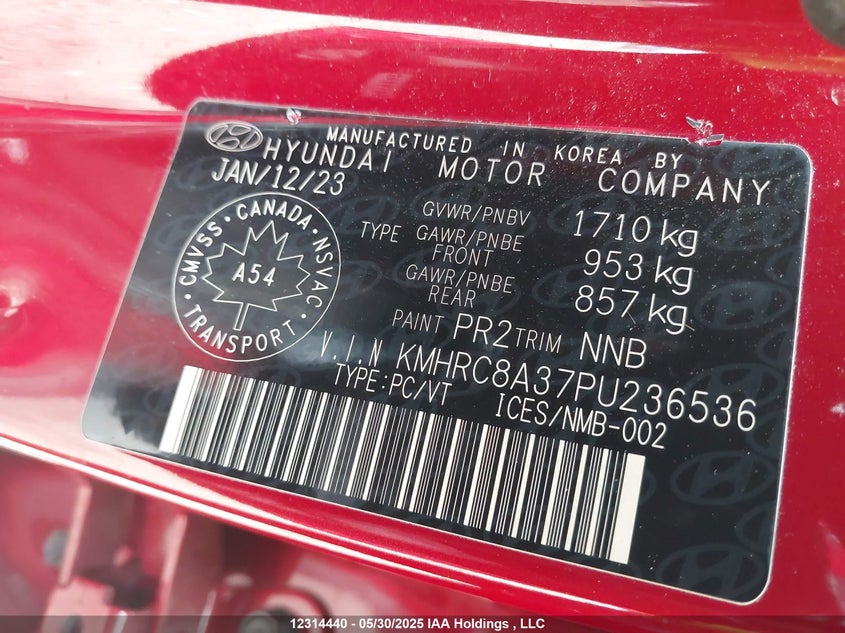 MANUFACTURED IN KOREA BY
HYUNDAI MOTOR COMPANY
JAN/12/23
GVWR/PNBV 1710 kg
TYPE GAWR/PNBE FRONT 953 kg
GAWR/PNBE REAR 857 kg
CMVSS · CANADA · NSVAC · TRANSPORT ·
A54
PAINT PR2 TRIM NNB
V.I.N KMHRC8A37PU236536
TYPE:PC/VT ICES/NMB-002
12314440 - 05/30/2025 IAA Holdings , LLC